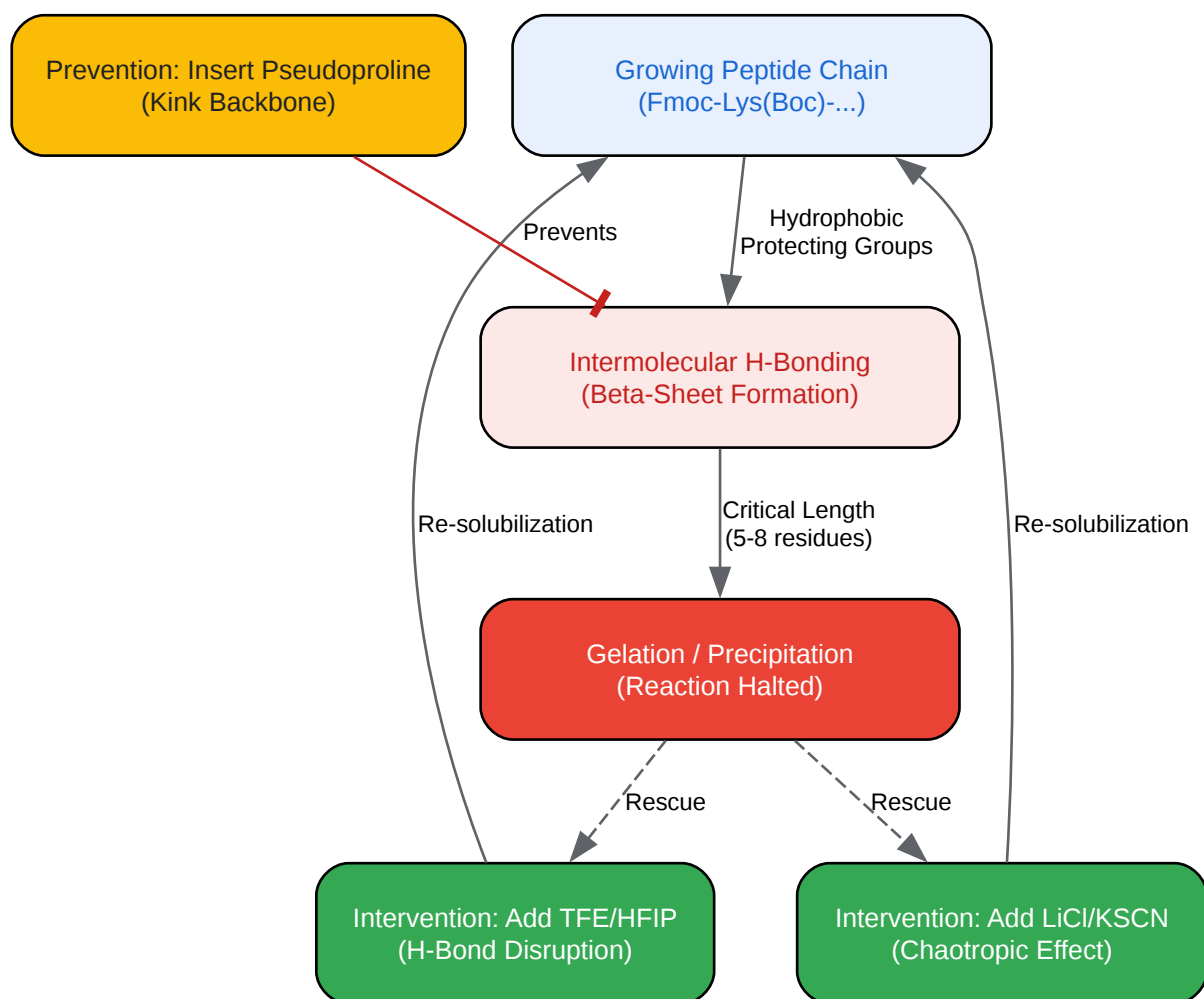 Prevention: Insert Pseudoproline
(Kink Backbone)
Growing Peptide Chain
(Fmoc-Lys(Boc)-...)
Prevents
Hydrophobic
Protecting Groups
Intermolecular H-Bonding
(Beta-Sheet Formation)
Re-solubilization
Critical Length
(5-8 residues)
Re-solubilization
Gelation / Precipitation
(Reaction Halted)
Rescue
Rescue
Intervention: Add TFE/HFIP
(H-Bond Disruption)
Intervention: Add LiCl/KSCN
(Chaotropic Effect)